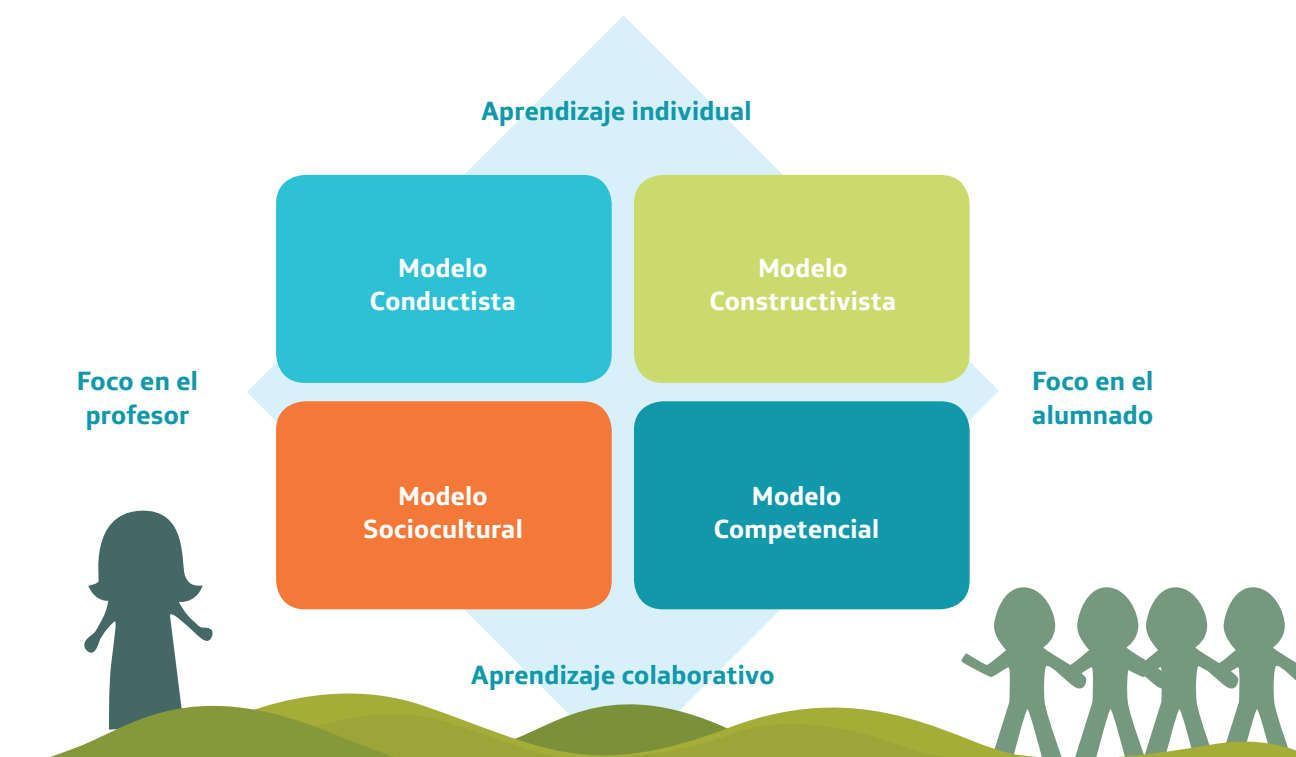 Aprendizaje individual
Modelo
Conductista
Modelo
Constructivista
Foco en el
profesor
Foco en el
alumnado
Modelo
Sociocultural
Modelo
Competencial
Aprendizaje colaborativo